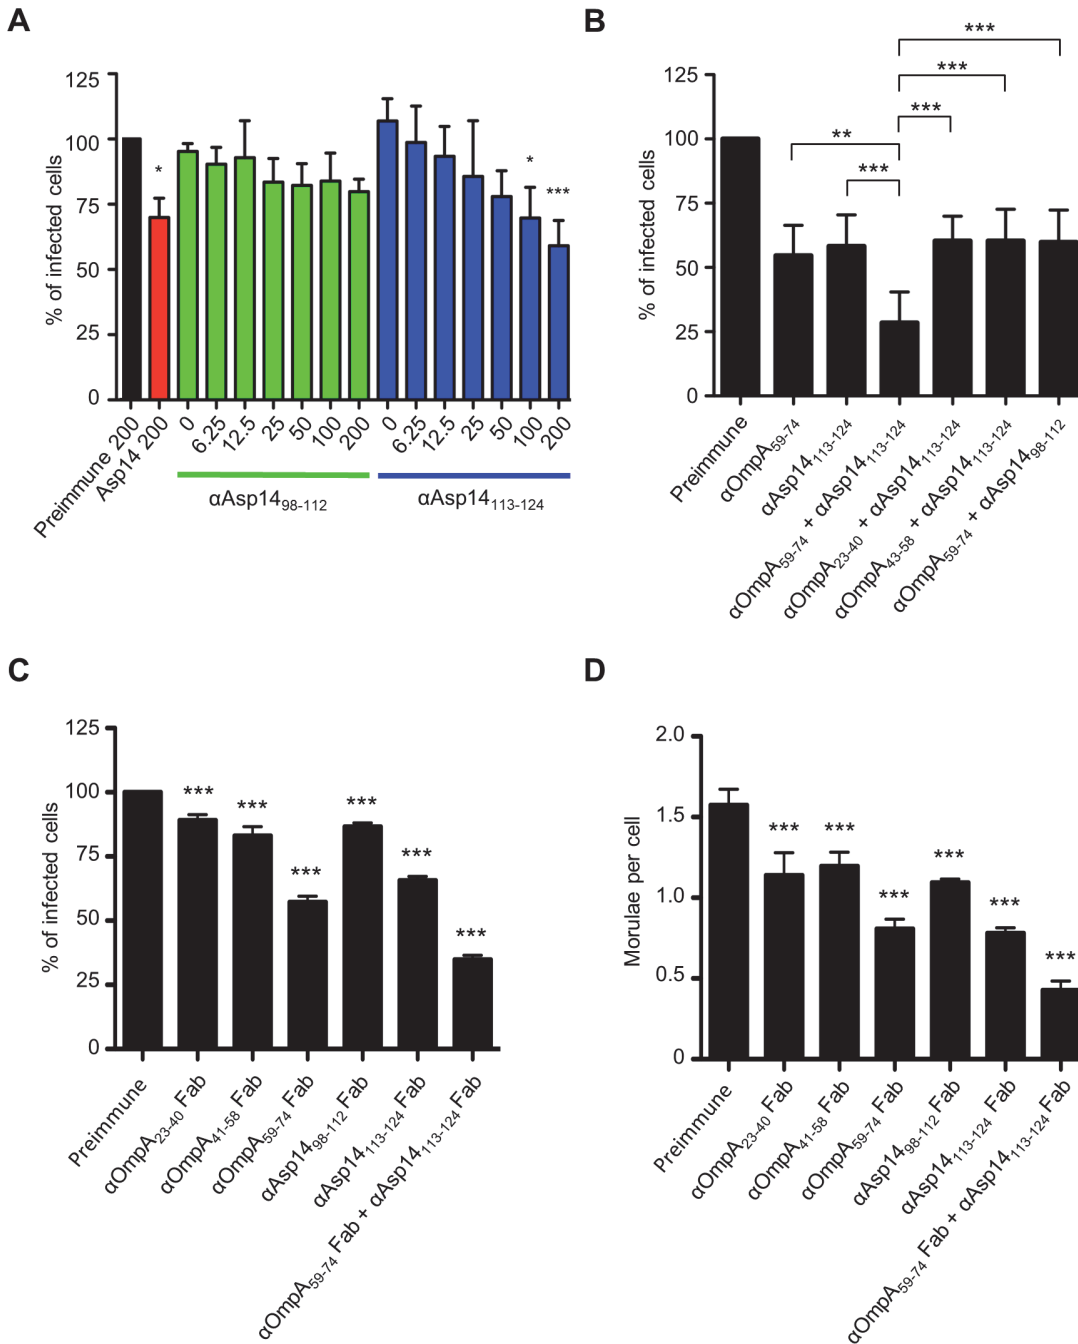 A
% of infected cells
125
100
75
50
25
0
*
*
***
Preimmune 200
Asp14 200
0
6.25
12.5
25
50
100
200
0
6.25
12.5
25
50
100
200
αAsp1498-112
αAsp14113-124
B
% of infected cells
125
100
75
50
25
0
***
***
***
**
***
Preimmune
αOmpA59-74
αAsp14113-124
αOmpA59-74 + αAsp14113-124
αOmpA23-40 + αAsp14113-124
αOmpA43-58 + αAsp14113-124
αOmpA59-74 + αAsp1498-112
C
% of infected cells
125
100
75
50
25
0
***
***
***
***
***
***
Preimmune
αOmpA23-40 Fab
αOmpA41-58 Fab
αOmpA59-74 Fab
αAsp1498-112 Fab
αAsp14113-124 Fab
αOmpA59-74 Fab + αAsp14113-124 Fab
D
Morulae per cell
2.0
1.5
1.0
0.5
0
***
***
***
***
***
***
Preimmune
αOmpA23-40 Fab
αOmpA41-58 Fab
αOmpA59-74 Fab
αAsp1498-112 Fab
αAsp14113-124 Fab
αOmpA59-74 Fab + αAsp14113-124 Fab